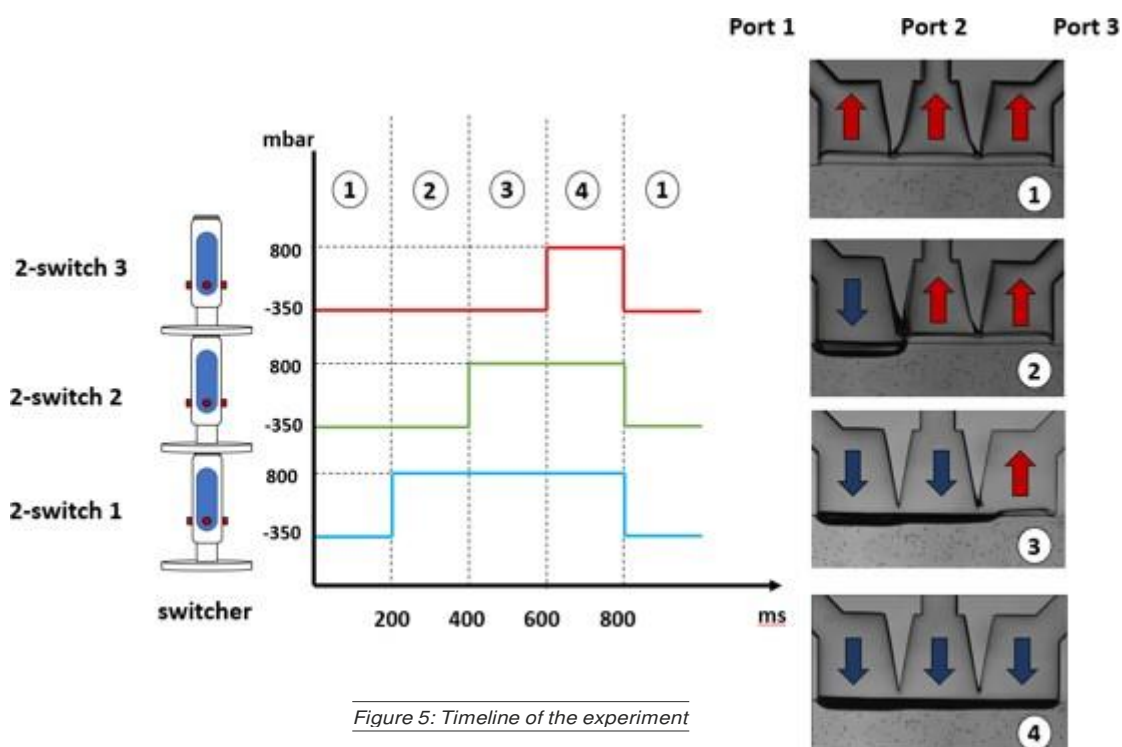 Port 1 Port 2 Port 3
mbar
1 2 3 4 1
2-switch 3
800
-350
2-switch 2
800
-350
2-switch 1
800
-350
switcher
200 400 600 800 ms
1
2
3
4
Figure 5: Timeline of the experiment